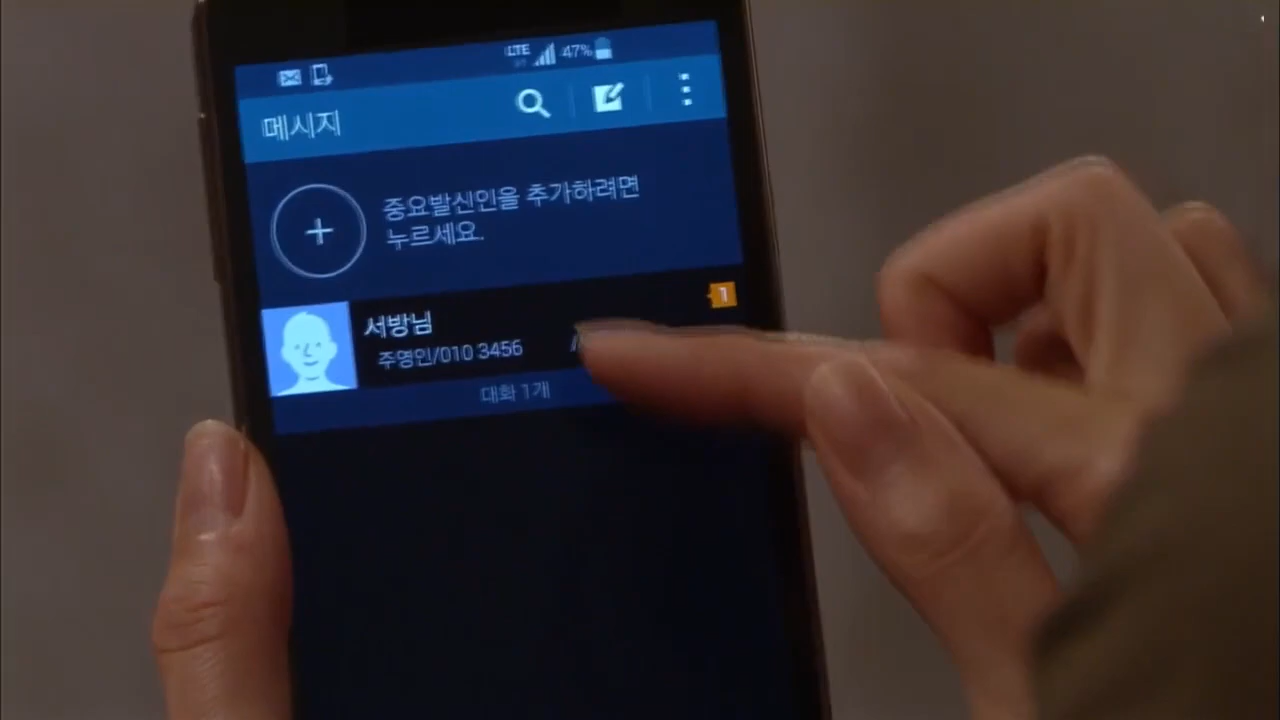 LTE 47%
메시지
중요발신인을 추가하려면
누르세요.
서방님
1
주영인/010 3456
대화 1개